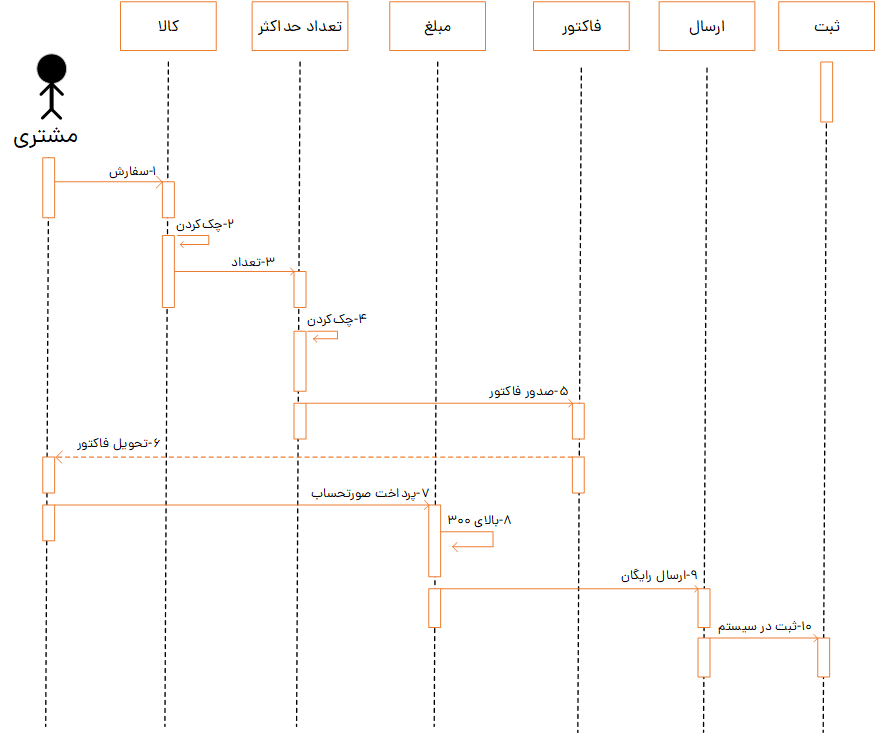 ثبت
ارسال
فاکتور
مبلغ
تعداد حداکثر
کالا
مشتری
۱-سفارش
۲-چک‌کردن
۳-تعداد
۴-چک‌کردن
۵-صدور فاکتور
۶-تحویل فاکتور
۷-پرداخت صورتحساب
۸-بالای ۳۰۰
۹-ارسال رایگان
۱۰-ثبت در سیستم